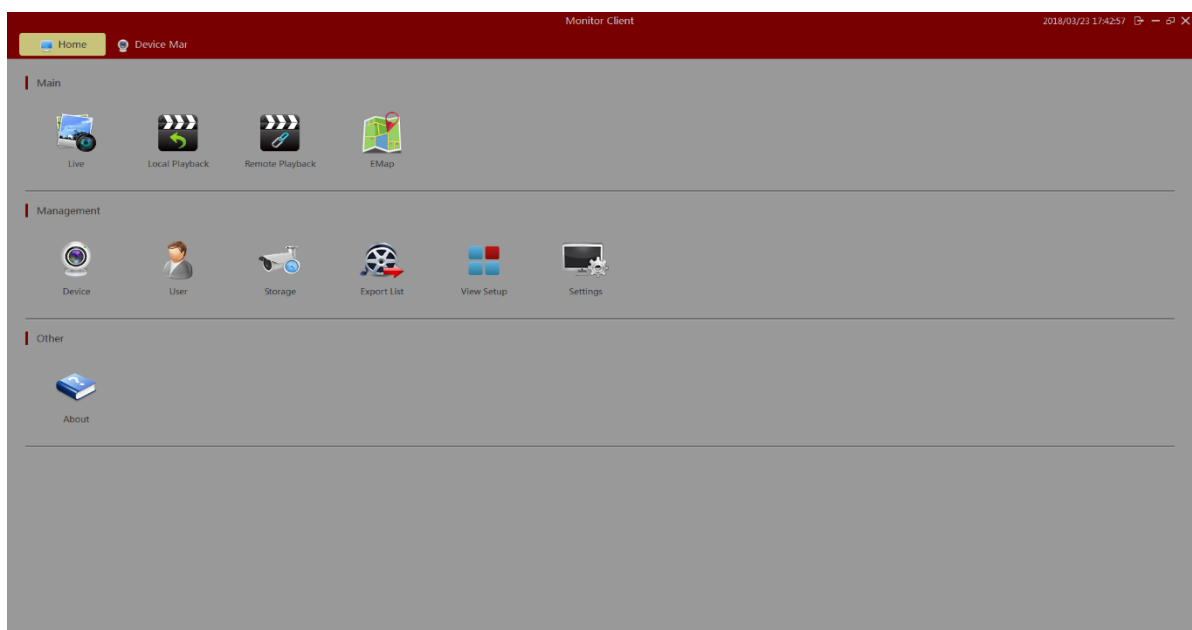 Monitor Client
2018/03/23 17:42:57
Home Device Mar
Main
Live Local Playback Remote Playback EMap
Management
Device User Storage Export List View Setup Settings
Other
About